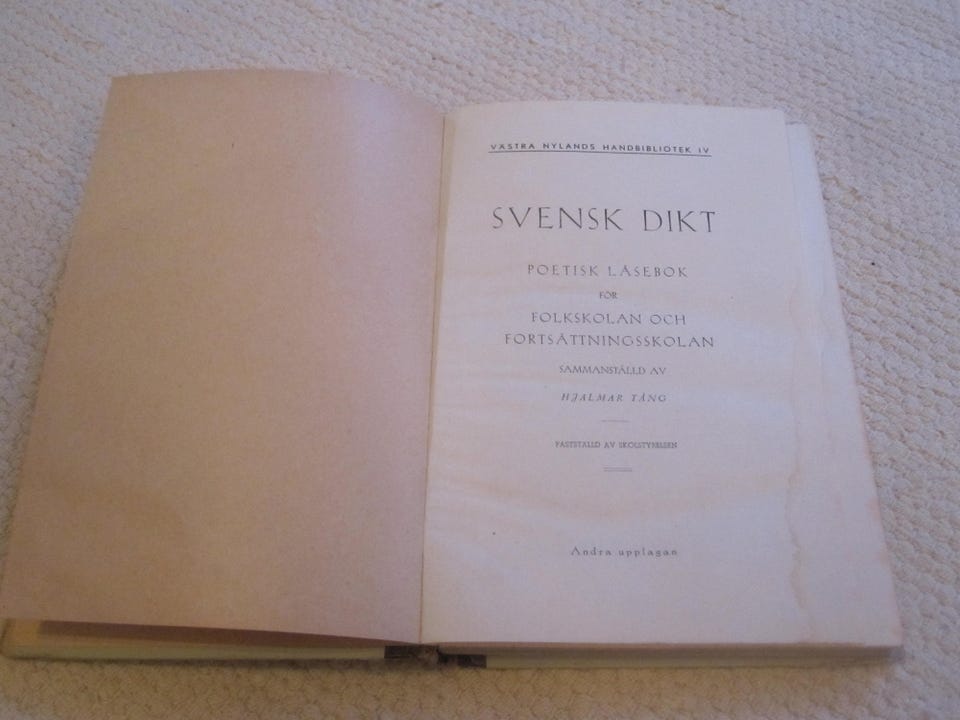 VÄSTRA NYLANDS HANDBIBLIOTEK IV
SVENSK DIKT
POETISK LÄSEBOK
FÖR
FOLKSKOLAN OCH
FORTSÄTTNINGSSKOLAN
SAMMANSTÄLLD AV
HJALMAR TÅNG
FASTSTÄLLD AV SKOLSTYRELSEN
Andra upplagan